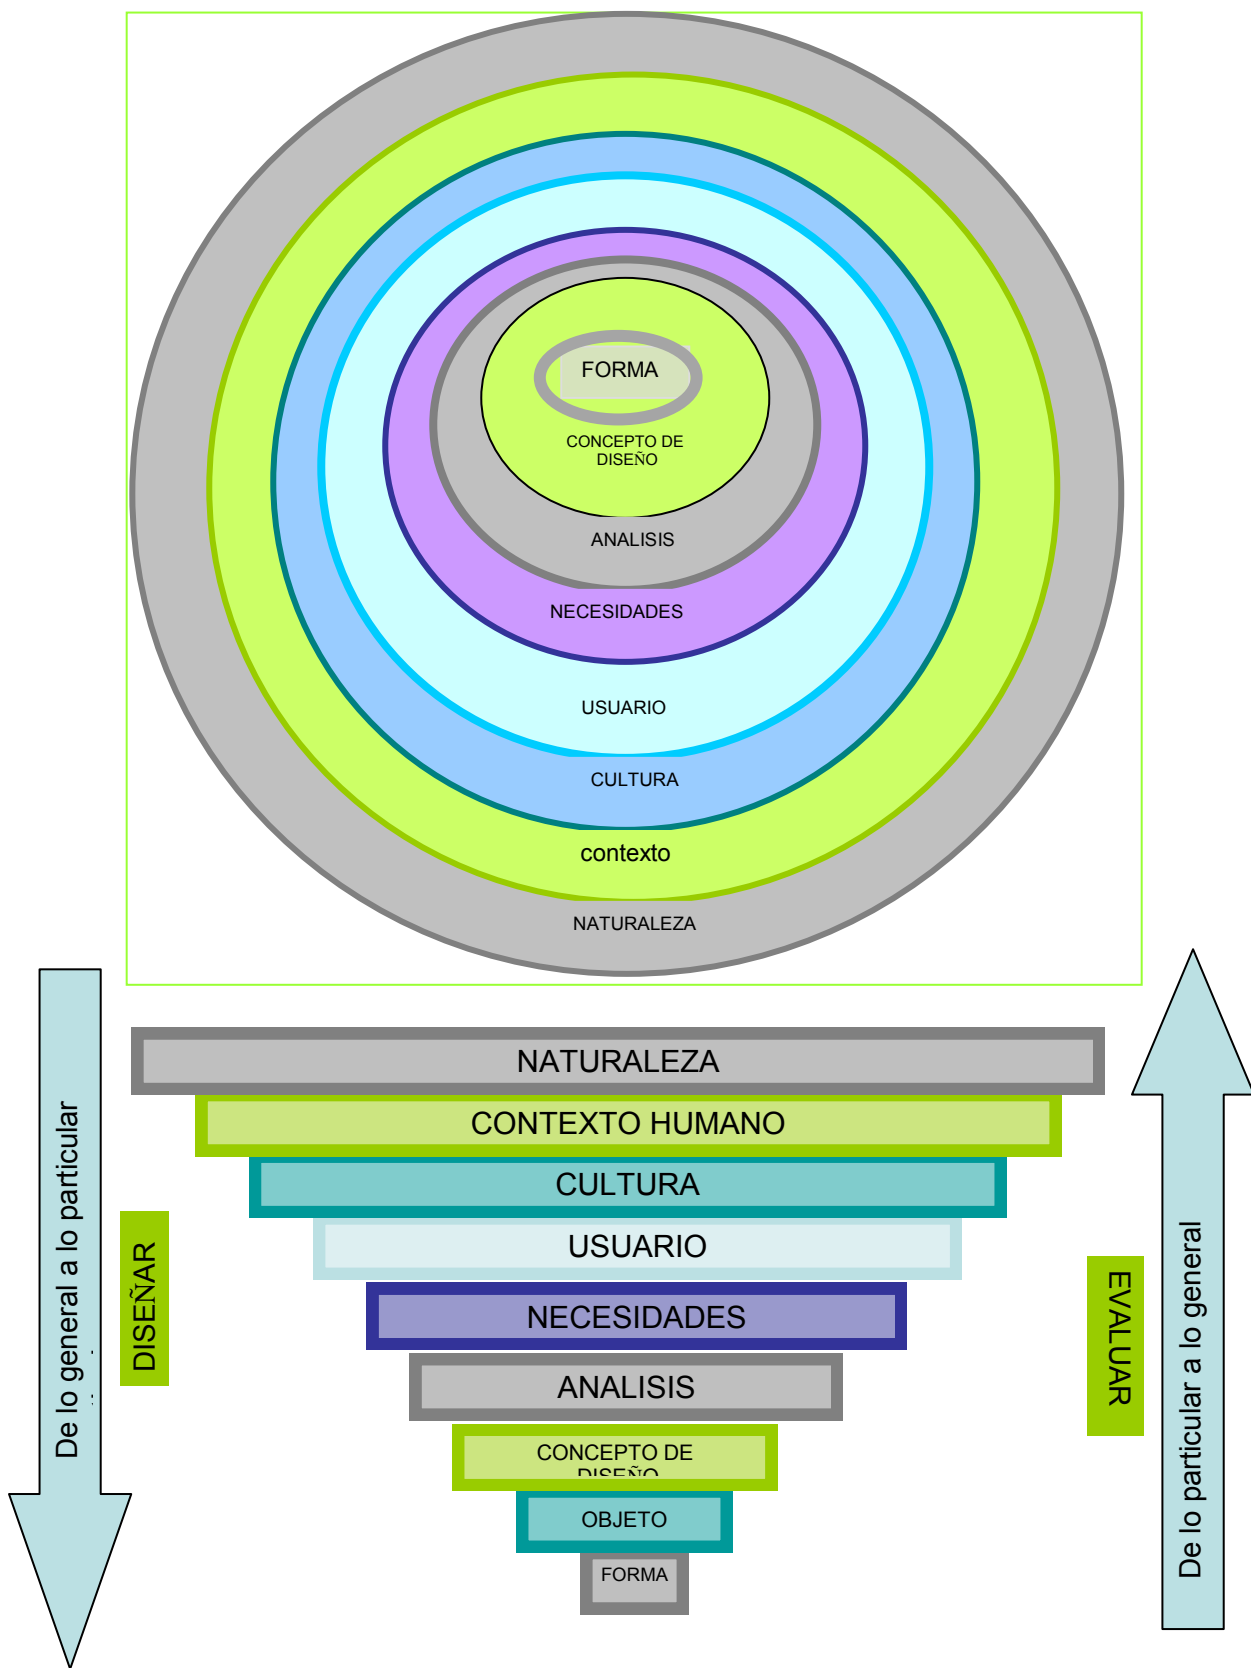 FORMA
CONCEPTO DE
DISEÑO
ANALISIS
NECESIDADES
USUARIO
CULTURA
contexto
NATURALEZA
De lo general a lo particular
DISEÑAR
NATURALEZA
CONTEXTO HUMANO
CULTURA
USUARIO
NECESIDADES
ANALISIS
CONCEPTO DE
DISEÑO
OBJETO
FORMA
EVALUAR
De lo particular a lo general